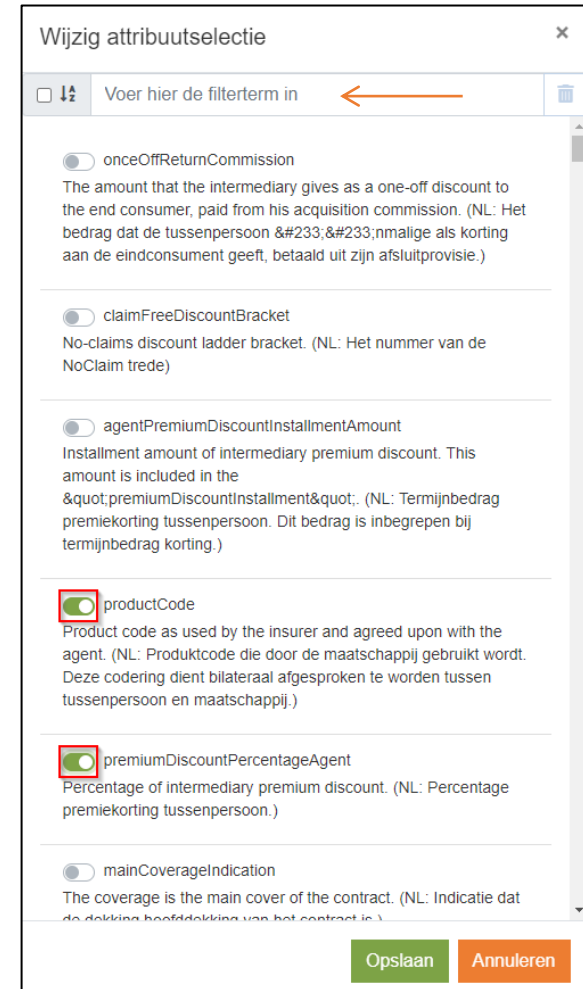 Wijzig attribuutselectie ×
Voer hier de filterterm in
onceOffReturnCommission
The amount that the intermediary gives as a one-off discount to
the end consumer, paid from his acquisition commission. (NL: Het
bedrag dat de tussenpersoon &#233;&#233;nmalige als korting
aan de eindconsument geeft, betaald uit zijn afsluitprovisie.)
claimFreeDiscountBracket
No-claims discount ladder bracket. (NL: Het nummer van de
NoClaim trede)
agentPremiumDiscountInstallmentAmount
Installment amount of intermediary premium discount. This
amount is included in the
&quot;premiumDiscountInstallment&quot;. (NL: Termijnbedrag
premiekorting tussenpersoon. Dit bedrag is inbegrepen bij
termijnbedrag korting.)
productCode
Product code as used by the insurer and agreed upon with the
agent. (NL: Produktcode die door de maatschappij gebruikt wordt.
Deze codering dient bilateraal afgesproken te worden tussen
tussenpersoon en maatschappij.)
premiumDiscountPercentageAgent
Percentage of intermediary premium discount. (NL: Percentage
premiekorting tussenpersoon.)
mainCoverageIndication
The coverage is the main cover of the contract. (NL: Indicatie dat
de dekking hoofddekking van het contract is.)
Opslaan Annuleren